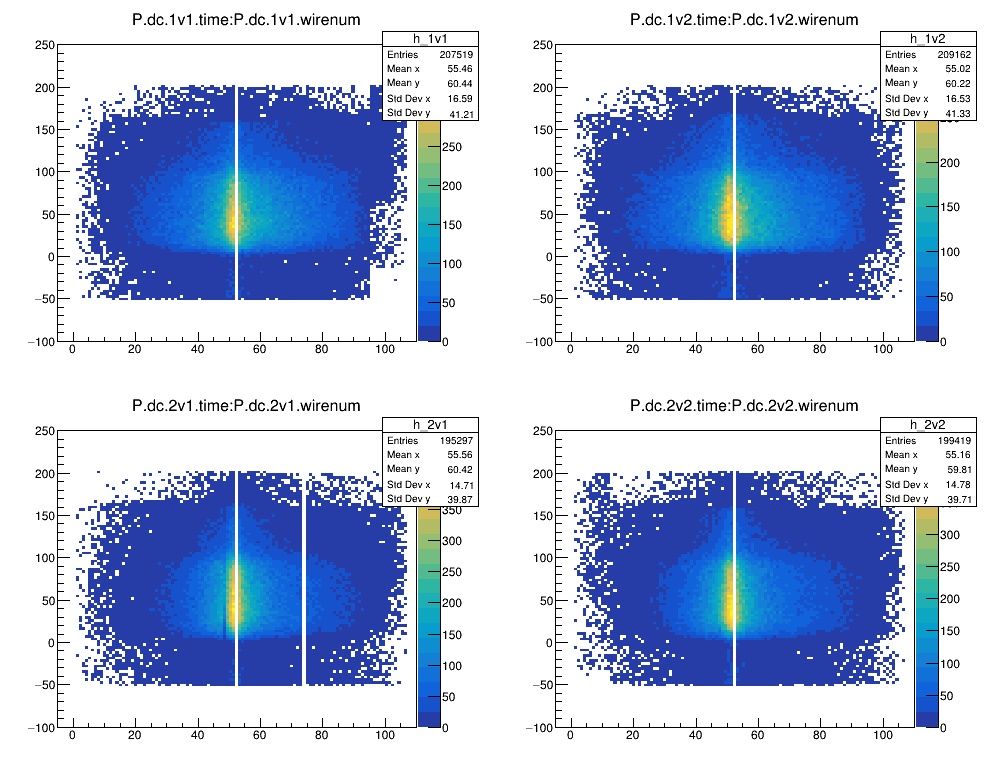 P.dc.1v1.time:P.dc.1v1.wirenum
h_1v1
Entries 207519
Mean x 55.46
Mean y 60.44
Std Dev x 16.59
Std Dev y 41.21
250
200
150
100
50
0
−50
−100
0 20 40 60 80 100
250
200
150
100
50
0
P.dc.1v2.time:P.dc.1v2.wirenum
h_1v2
Entries 209162
Mean x 55.02
Mean y 60.22
Std Dev x 16.53
Std Dev y 41.33
250
200
150
100
50
0
−50
−100
0 20 40 60 80 100
200
150
100
50
0
P.dc.2v1.time:P.dc.2v1.wirenum
h_2v1
Entries 195297
Mean x 55.56
Mean y 60.42
Std Dev x 14.71
Std Dev y 39.87
250
200
150
100
50
0
−50
−100
0 20 40 60 80 100
350
300
250
200
150
100
50
0
P.dc.2v2.time:P.dc.2v2.wirenum
h_2v2
Entries 199419
Mean x 55.16
Mean y 59.81
Std Dev x 14.78
Std Dev y 39.71
250
200
150
100
50
0
−50
−100
0 20 40 60 80 100
300
250
200
150
100
50
0